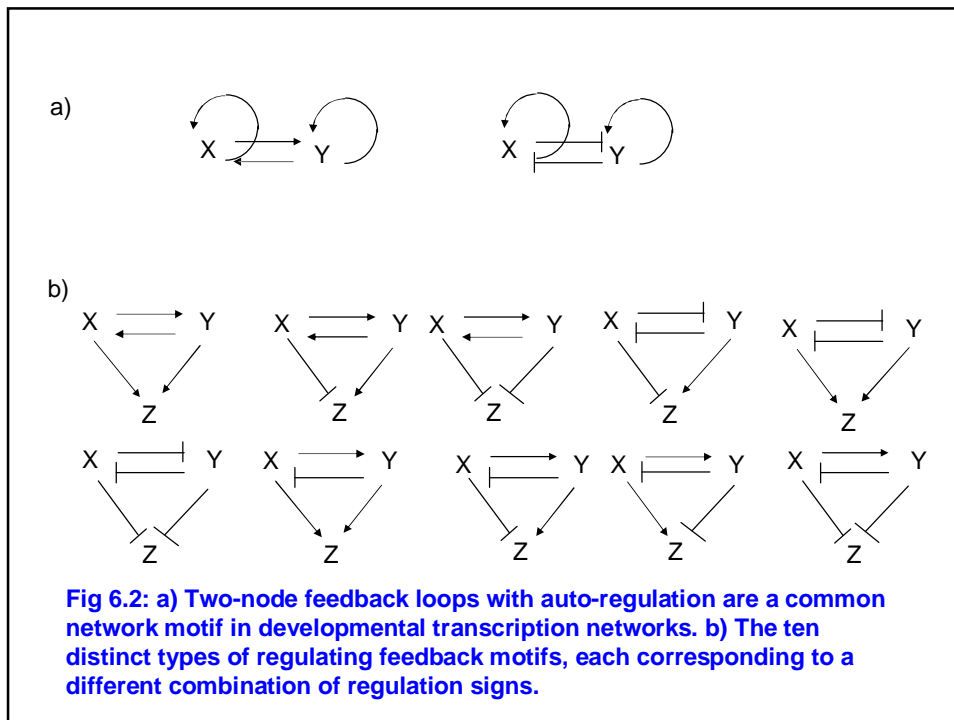 a)
X Y X Y
b)
X Y X Y X Y X Y X Y
Z Z Z Z Z
X Y X Y X Y X Y X Y
Z Z Z Z Z
Fig 6.2: a) Two-node feedback loops with auto-regulation are a common
network motif in developmental transcription networks. b) The ten
distinct types of regulating feedback motifs, each corresponding to a
different combination of regulation signs.